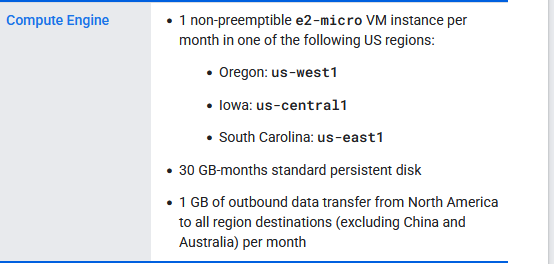 Compute Engine
• 1 non-preemptible e2-micro VM instance per
month in one of the following US regions:
• Oregon: us-west1
• Iowa: us-central1
• South Carolina: us-east1
• 30 GB-months standard persistent disk
• 1 GB of outbound data transfer from North America
to all region destinations (excluding China and
Australia) per month